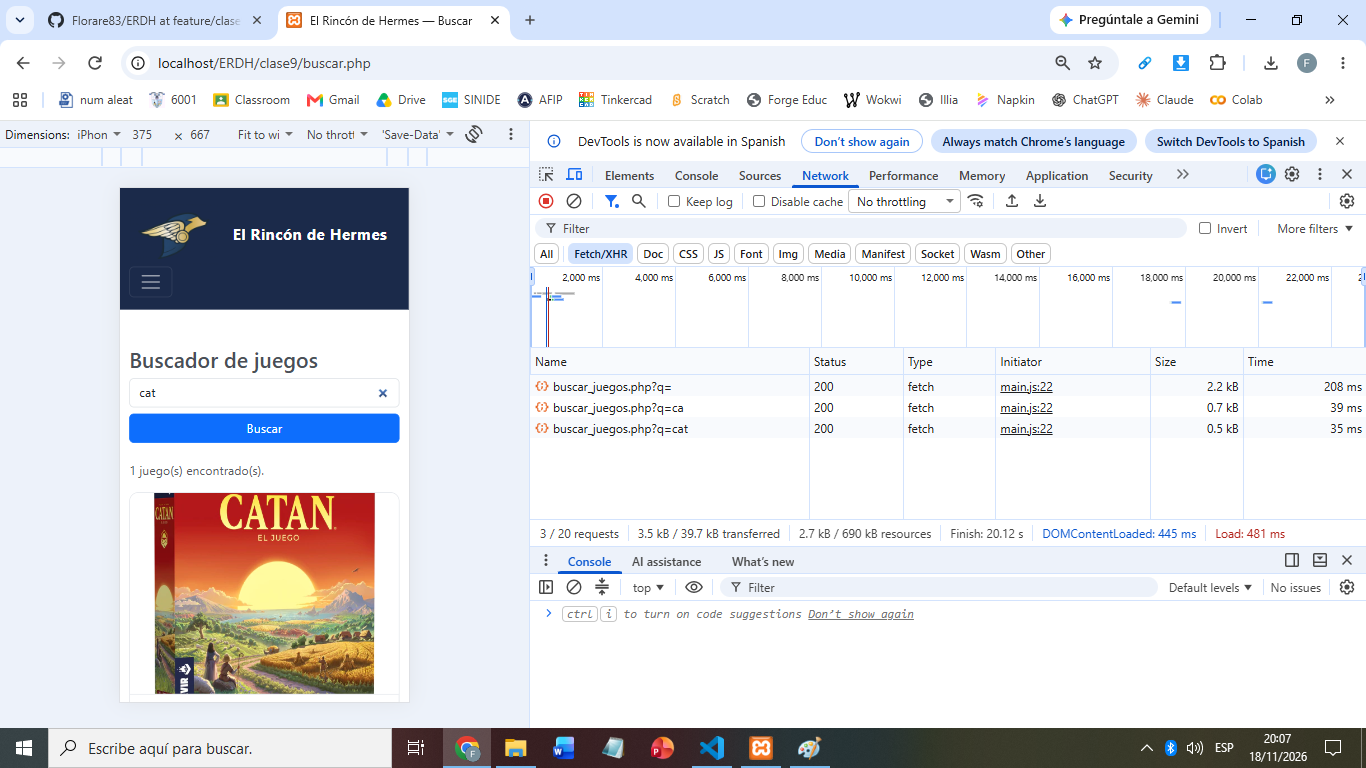 Florare83/ERDH at feature/clase
El Rincón de Hermes — Buscar
Pregúntale a Gemini
localhost/ERDH/clase9/buscar.php
F
num aleat
6001
Classroom
Gmail
Drive
SGE SINIDE
AFIP
Tinkercad
Scratch
Forge Educ
Wokwi
Illia
Napkin
ChatGPT
Claude
Colab
Dimensions: iPhon 375 × 667 Fit to wi No thrott 'Save-Data'
DevTools is now available in Spanish
Don't show again
Always match Chrome's language
Switch DevTools to Spanish
Elements Console Sources Network Performance Memory Application Security
Keep log Disable cache No throttling
Filter Invert More filters
All Fetch/XHR Doc CSS JS Font Img Media Manifest Socket Wasm Other
2,000 ms 4,000 ms 6,000 ms 8,000 ms 10,000 ms 12,000 ms 14,000 ms 16,000 ms 18,000 ms 20,000 ms 22,000 ms 2
Name Status Type Initiator Size Time
buscar_juegos.php?q= 200 fetch main.js:22 2.2 kB 208 ms
buscar_juegos.php?q=ca 200 fetch main.js:22 0.7 kB 39 ms
buscar_juegos.php?q=cat 200 fetch main.js:22 0.5 kB 35 ms
3 / 20 requests 3.5 kB / 39.7 kB transferred 2.7 kB / 690 kB resources Finish: 20.12 s DOMContentLoaded: 445 ms Load: 481 ms
Console AI assistance What's new
top Filter Default levels No issues
ctrl i to turn on code suggestions Don't show again
El Rincón de Hermes
Buscador de juegos
cat
Buscar
1 juego(s) encontrado(s).
CATAN
CATAN
EL JUEGO
VIR
Escribe aquí para buscar.
ESP
20:07
18/11/2026